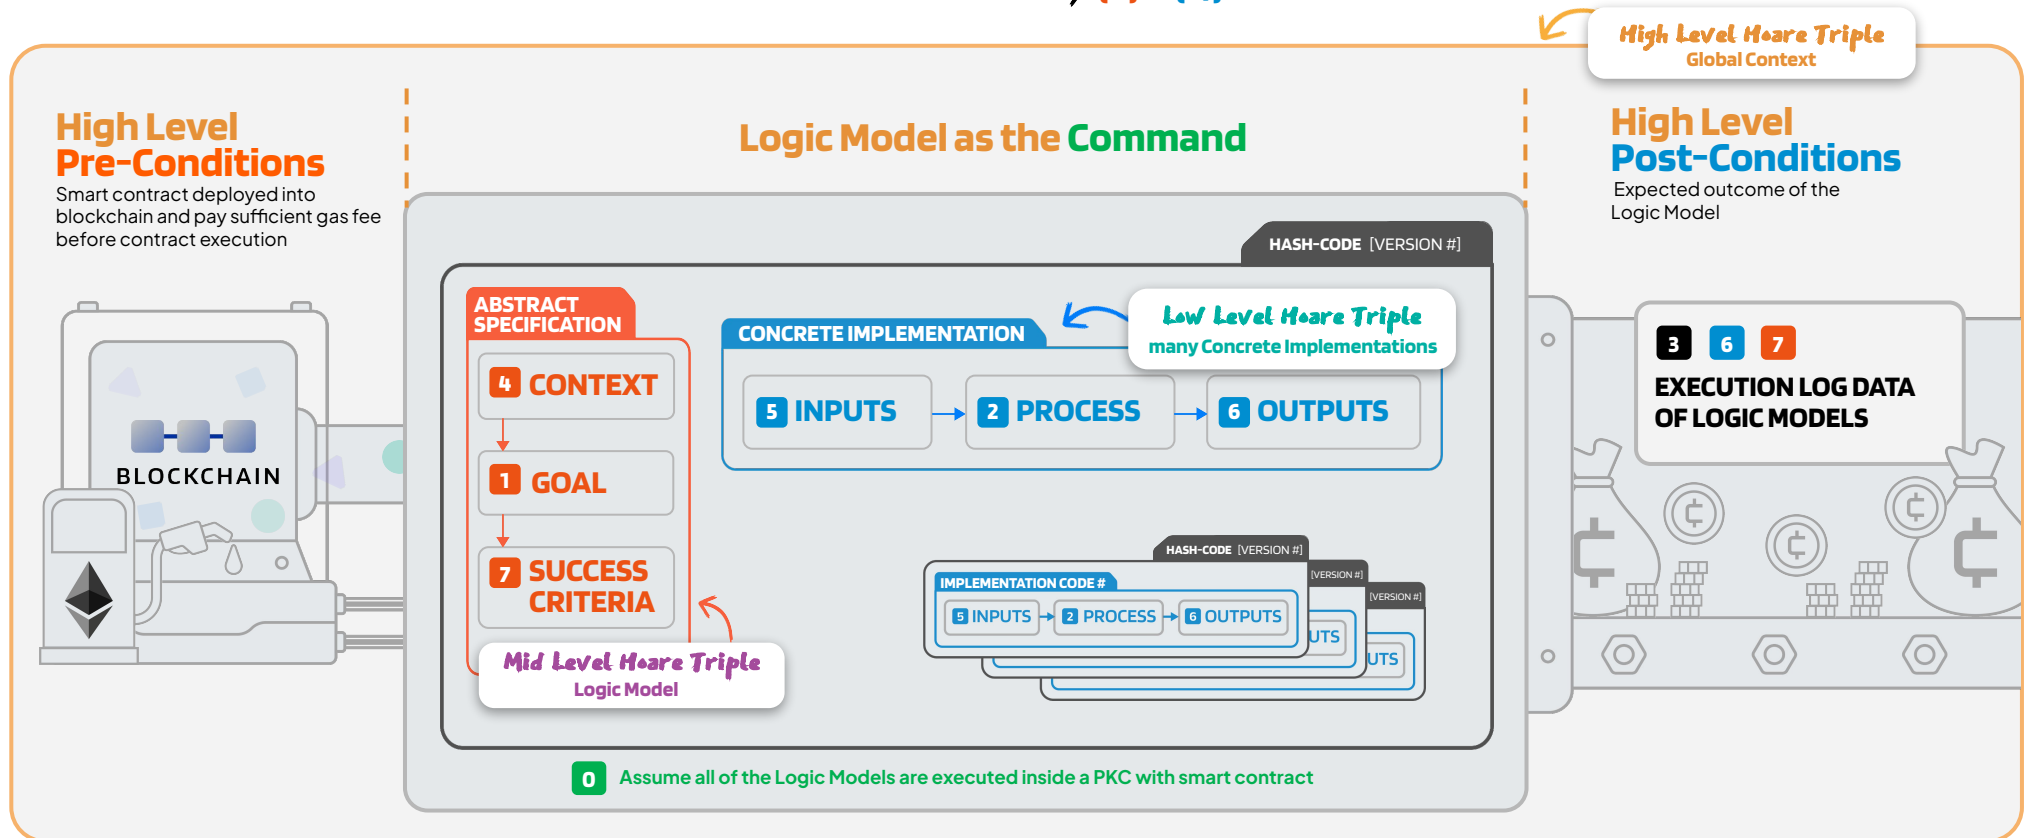 High Level Hoare Triple
Global Context
High Level
Pre-Conditions
Smart contract deployed into
blockchain and pay sufficient gas fee
before contract execution
Logic Model as the Command
High Level
Post-Conditions
Expected outcome of the
Logic Model
HASH-CODE [VERSION #]
ABSTRACT
SPECIFICATION
4 CONTEXT
1 GOAL
7 SUCCESS
CRITERIA
Mid Level Hoare Triple
Logic Model
CONCRETE IMPLEMENTATION
Low Level Hoare Triple
many Concrete Implementations
5 INPUTS
2 PROCESS
6 OUTPUTS
HASH-CODE [VERSION #]
IMPLEMENTATION CODE #
5 INPUTS
2 PROCESS
6 OUTPUTS
[VERSION #]
UTS
[VERSION #]
UTS
0 Assume all of the Logic Models are executed inside a PKC with smart contract
BLOCKCHAIN
3 6 7
EXECUTION LOG DATA
OF LOGIC MODELS